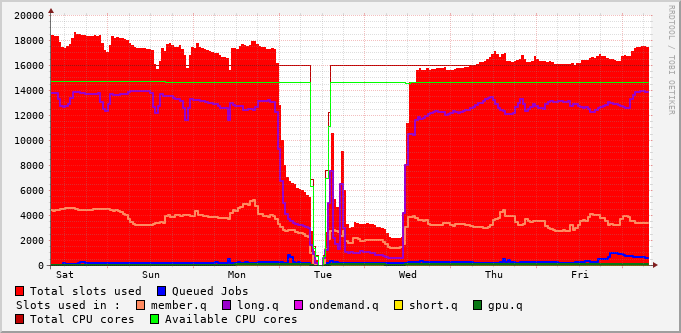 20000
18000
16000
14000
12000
10000
8000
6000
4000
2000
0
Sat Sun Mon Tue Wed Thu Fri
RRDTOOL / TOBI OETIKER
Total slots used Queued Jobs
Slots used in : member.q long.q ondemand.q short.q gpu.q
Total CPU cores Available CPU cores